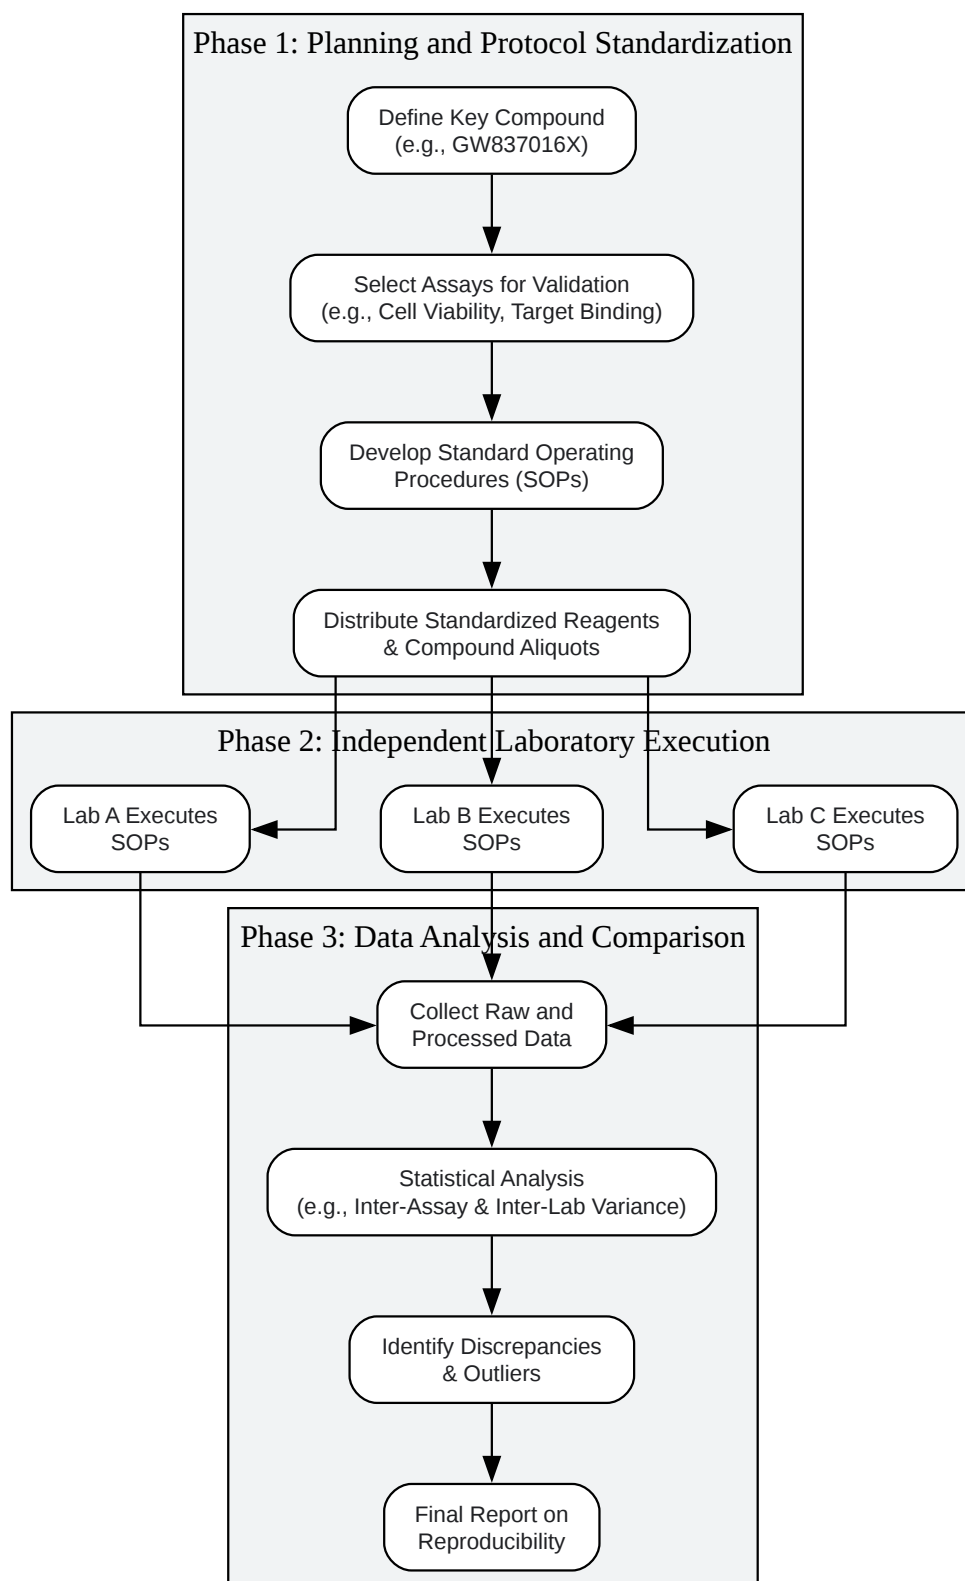 Phase 1: Planning and Protocol Standardization
Define Key Compound
(e.g., GW837016X)
Select Assays for Validation
(e.g., Cell Viability, Target Binding)
Develop Standard Operating
Procedures (SOPs)
Distribute Standardized Reagents
& Compound Aliquots
Phase 2: Independent Laboratory Execution
Lab A Executes
SOPs
Lab B Executes
SOPs
Lab C Executes
SOPs
Phase 3: Data Analysis and Comparison
Collect Raw and
Processed Data
Statistical Analysis
(e.g., Inter-Assay & Inter-Lab Variance)
Identify Discrepancies
& Outliers
Final Report on
Reproducibility